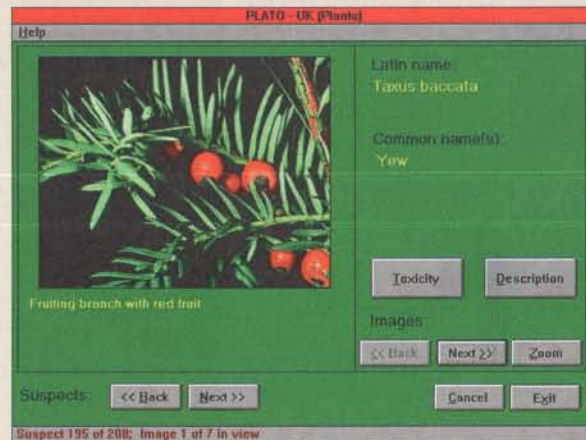 PLATO - UK (Plants)
Help
Latin name:
Taxus baccata
Common name(s):
Yew
Fruiting branch with red fruit
Toxicity
Description
Images:
<< Back
Next >>
Zoom
Suspects:
<< Back
Next >>
Cancel
Exit
Suspect 195 of 208; Image 1 of 7 in view